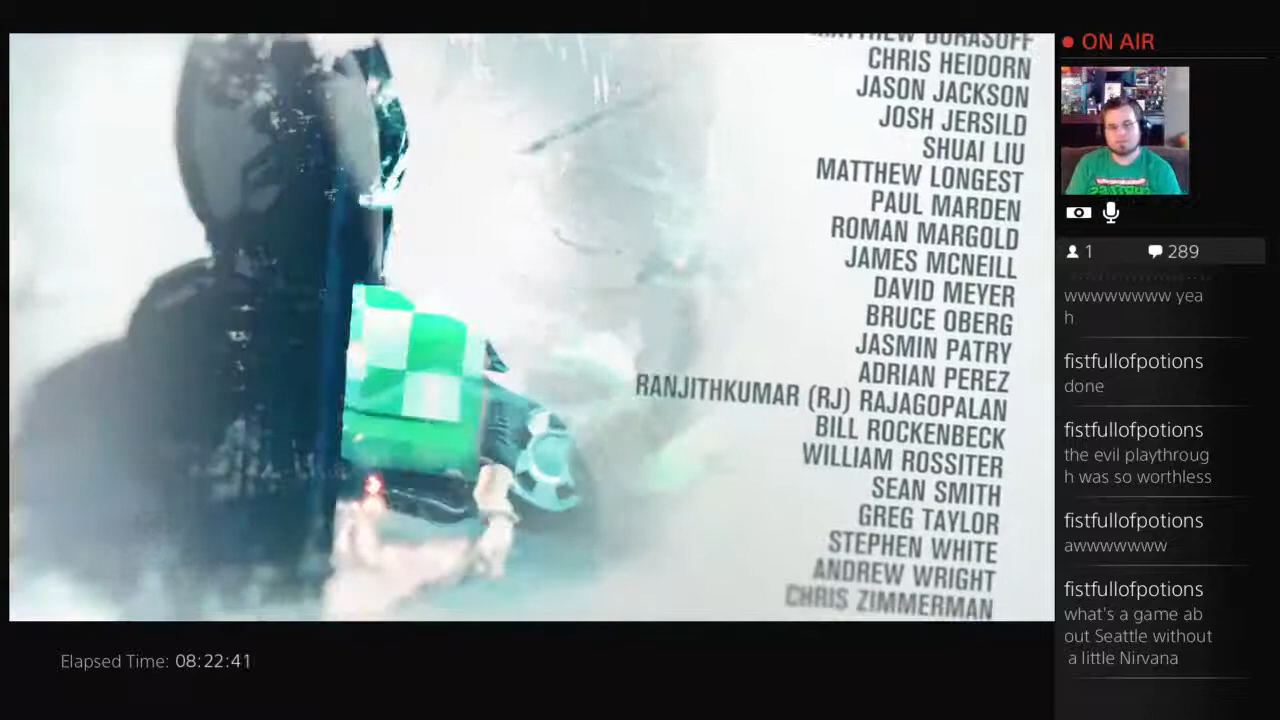 MATTHEW DURASOFF
CHRIS HEIDORN
JASON JACKSON
JOSH JERSILD
SHUAI LIU
MATTHEW LONGEST
PAUL MARDEN
ROMAN MARGOLD
JAMES MCNEILL
DAVID MEYER
BRUCE OBERG
JASMIN PATRY
ADRIAN PEREZ
RANJITHKUMAR (RJ) RAJAGOPALAN
BILL ROCKENBECK
WILLIAM ROSSITER
SEAN SMITH
GREG TAYLOR
STEPHEN WHITE
ANDREW WRIGHT
CHRIS ZIMMERMAN
Elapsed Time: 08:22:41
ON AIR
1 289
wwwwwwww yea
h
fistfullofpotions
done
fistfullofpotions
the evil playthroug
h was so worthless
fistfullofpotions
awwwwwww
fistfullofpotions
what's a game ab
out Seattle without
a little Nirvana